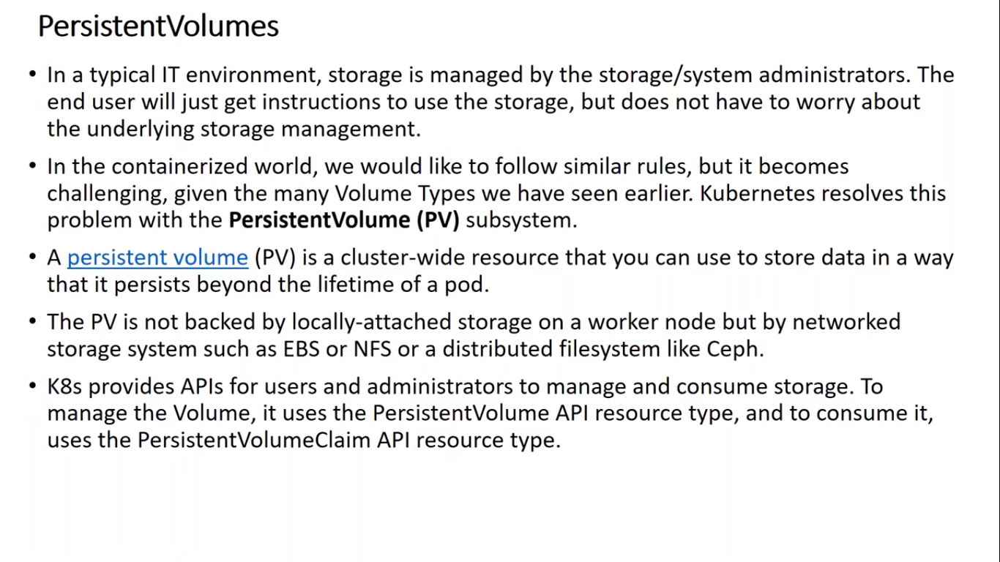 PersistentVolumes
• In a typical IT environment, storage is managed by the storage/system administrators. The
end user will just get instructions to use the storage, but does not have to worry about
the underlying storage management.
• In the containerized world, we would like to follow similar rules, but it becomes
challenging, given the many Volume Types we have seen earlier. Kubernetes resolves this
problem with the PersistentVolume (PV) subsystem.
• A persistent volume (PV) is a cluster-wide resource that you can use to store data in a way
that it persists beyond the lifetime of a pod.
• The PV is not backed by locally-attached storage on a worker node but by networked
storage system such as EBS or NFS or a distributed filesystem like Ceph.
• K8s provides APIs for users and administrators to manage and consume storage. To
manage the Volume, it uses the PersistentVolume API resource type, and to consume it,
uses the PersistentVolumeClaim API resource type.